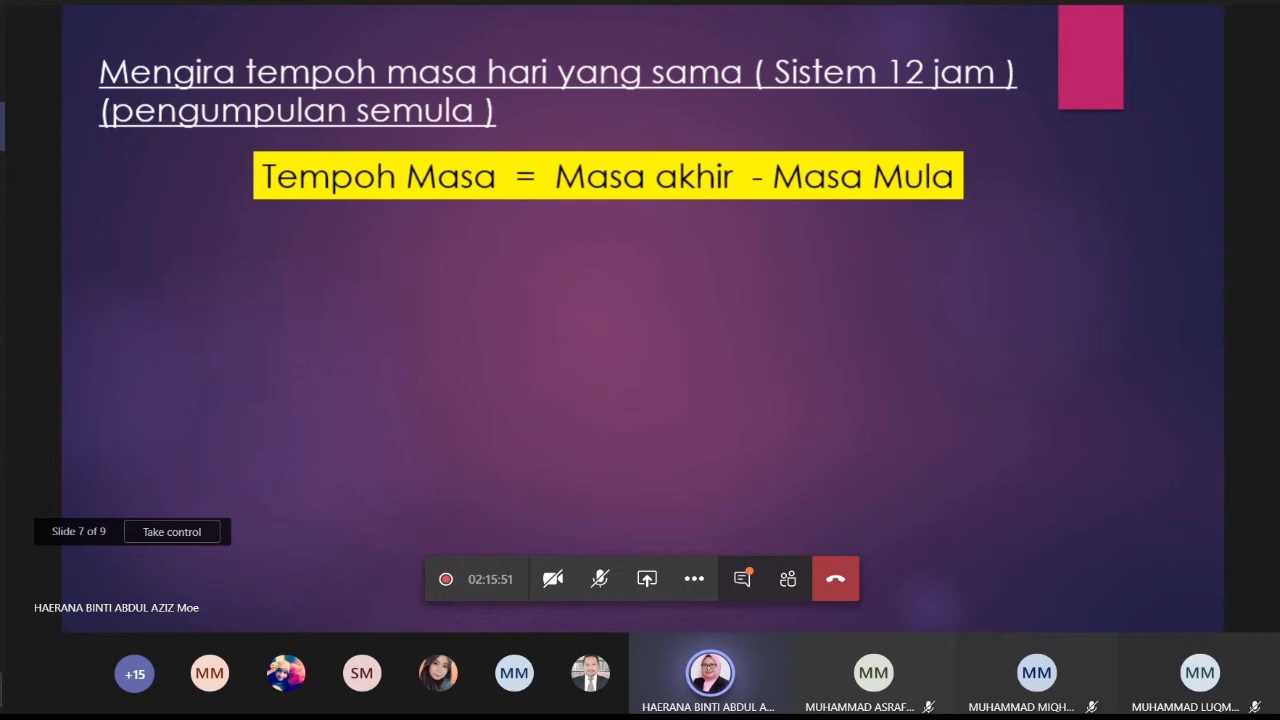 Mengira tempoh masa hari yang sama ( Sistem 12 jam )
(pengumpulan semula )
Tempoh Masa = Masa akhir - Masa Mula
Slide 7 of 9
Take control
02:15:51
HAERANA BINTI ABDUL AZIZ Moe
+15
MM
SM
MM
MM
MM
MM
HAERANA BINTI ABDUL A...
MUHAMMAD ASRAF...
MUHAMMAD MIQH...
MUHAMMAD LUQM...